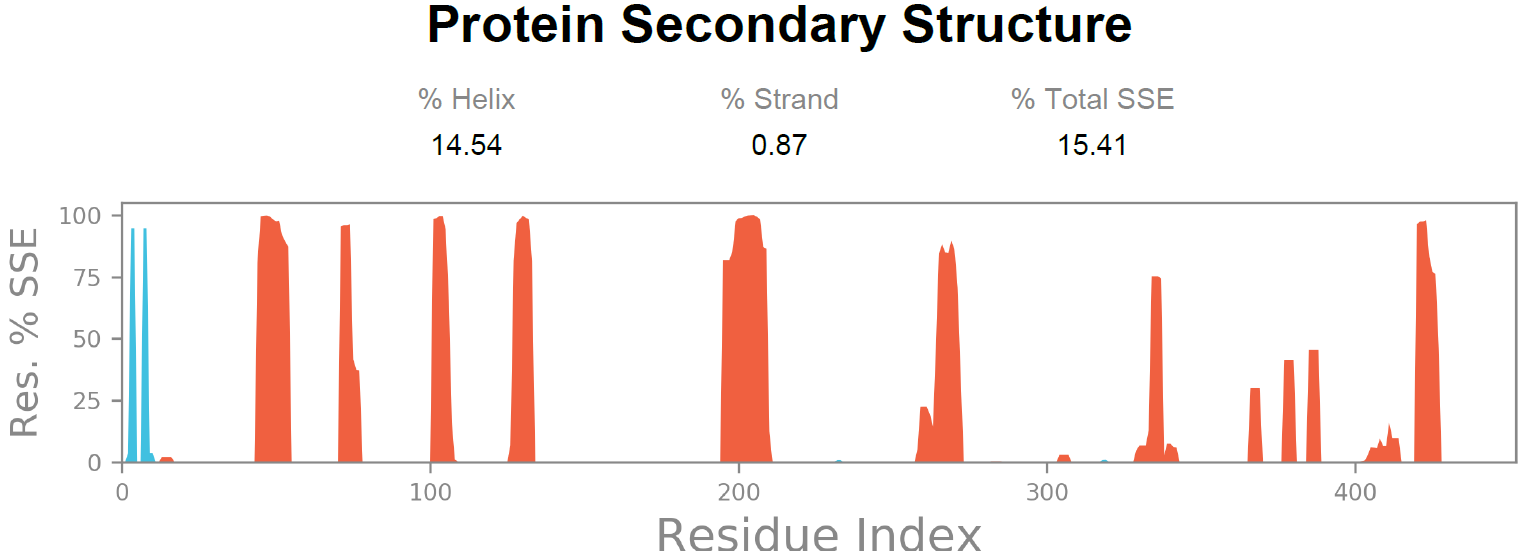 Protein Secondary Structure
% Helix % Strand % Total SSE
14.54 0.87 15.41
Res. % SSE
100
75
50
25
0
0 100 200 300 400
Residue Index